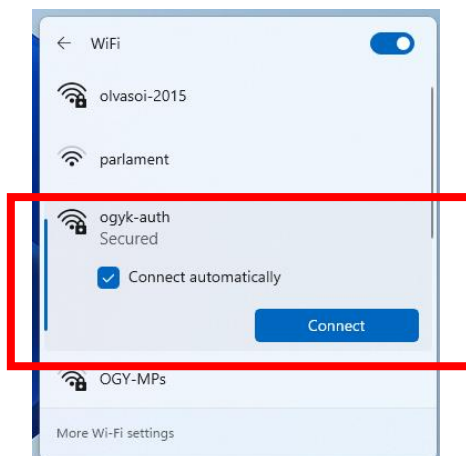 WiFi
olvasoi-2015
parlament
ogyk-auth
Secured
Connect automatically
Connect
OGY-MPs
More Wi-Fi settings